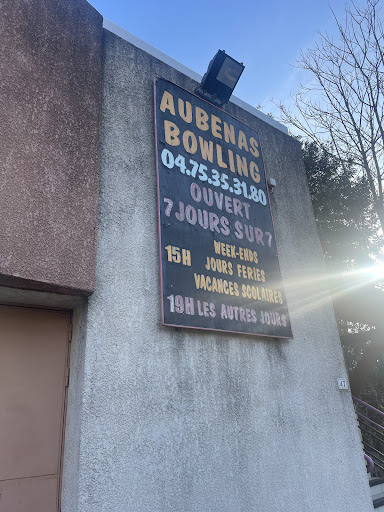 AUBENAS
BOWLING
04.75.35.31.80
OUVERT
7 JOURS SUR 7
WEEK-ENDS
15H JOURS FERIES
VACANCES SCOLAIRES
19H LES AUTRES JOURS
47